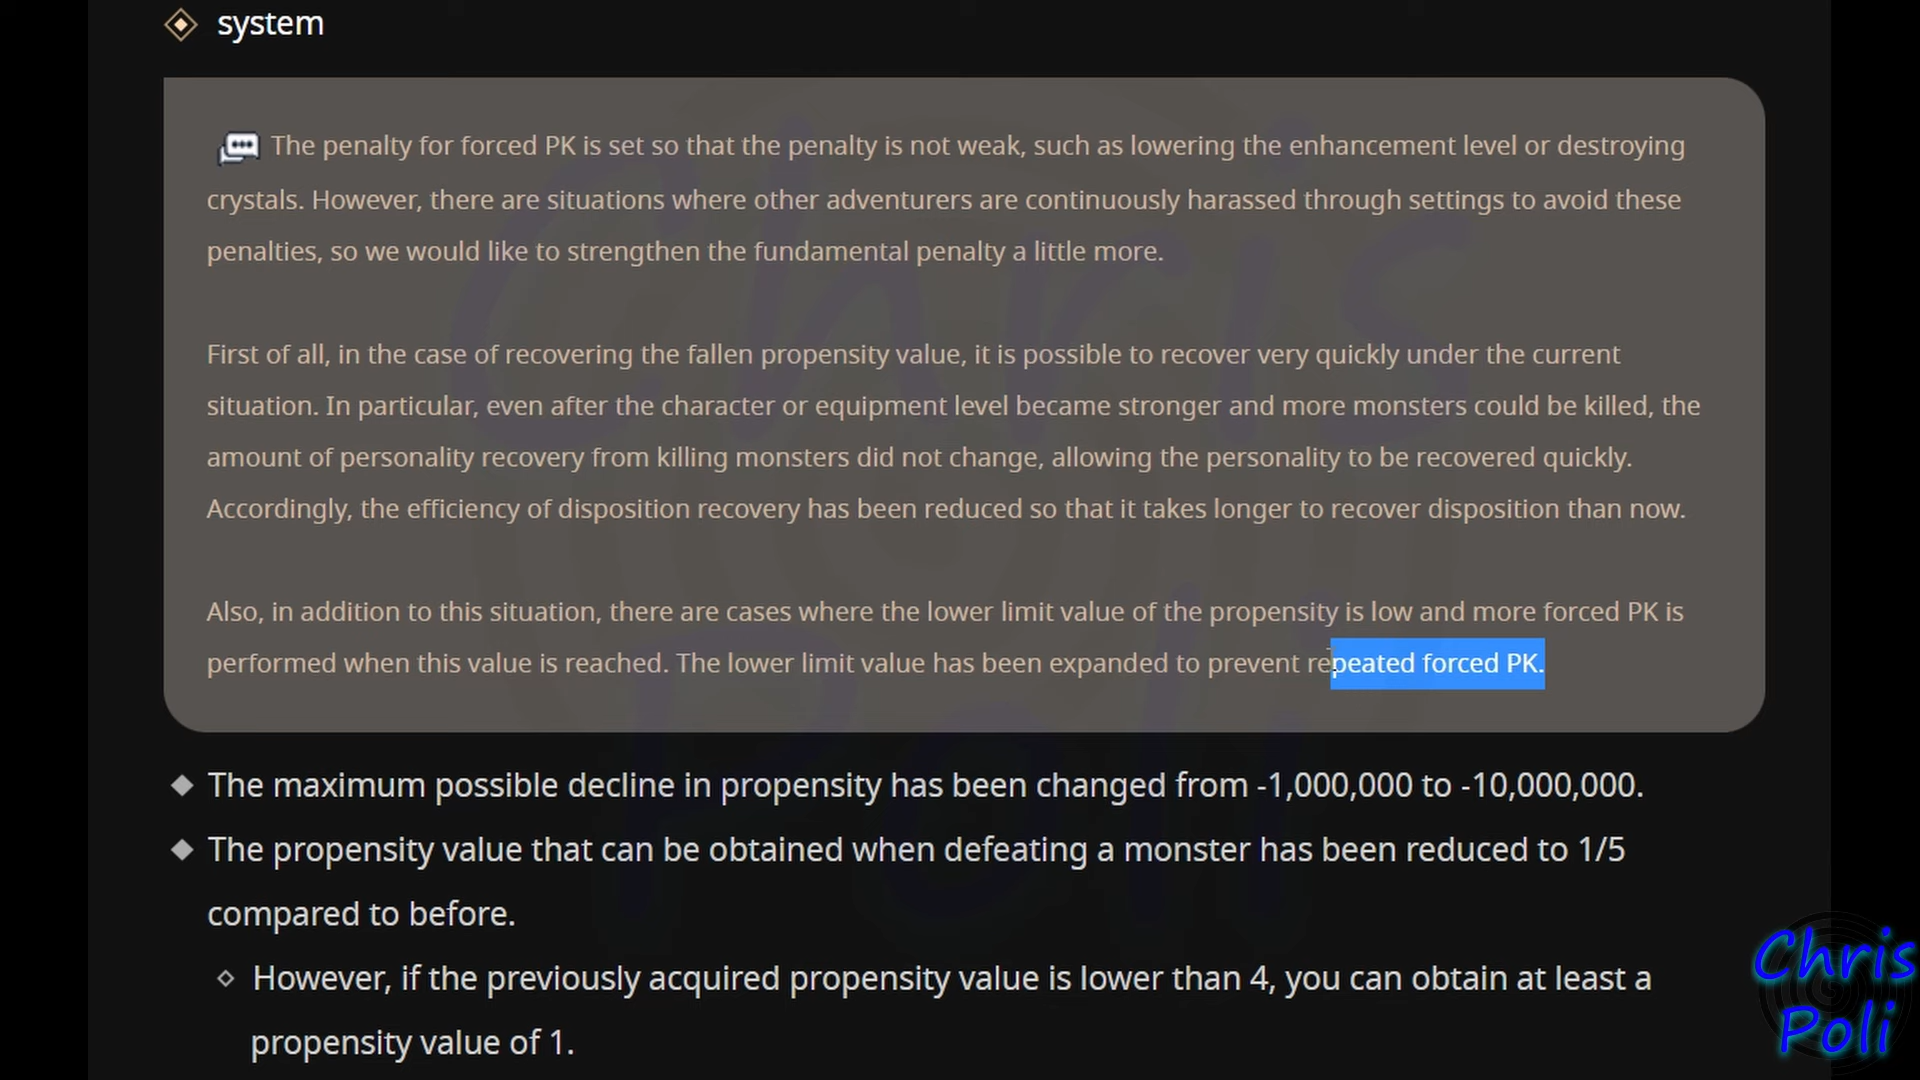 system
The penalty for forced PK is set so that the penalty is not weak, such as lowering the enhancement level or destroying
crystals. However, there are situations where other adventurers are continuously harassed through settings to avoid these
penalties, so we would like to strengthen the fundamental penalty a little more.
First of all, in the case of recovering the fallen propensity value, it is possible to recover very quickly under the current
situation. In particular, even after the character or equipment level became stronger and more monsters could be killed, the
amount of personality recovery from killing monsters did not change, allowing the personality to be recovered quickly.
Accordingly, the efficiency of disposition recovery has been reduced so that it takes longer to recover disposition than now.
Also, in addition to this situation, there are cases where the lower limit value of the propensity is low and more forced PK is
performed when this value is reached. The lower limit value has been expanded to prevent repeated forced PK.
The maximum possible decline in propensity has been changed from -1,000,000 to -10,000,000.
The propensity value that can be obtained when defeating a monster has been reduced to 1/5
compared to before.
However, if the previously acquired propensity value is lower than 4, you can obtain at least a
propensity value of 1.
Chris
Poli
Chris
Poli